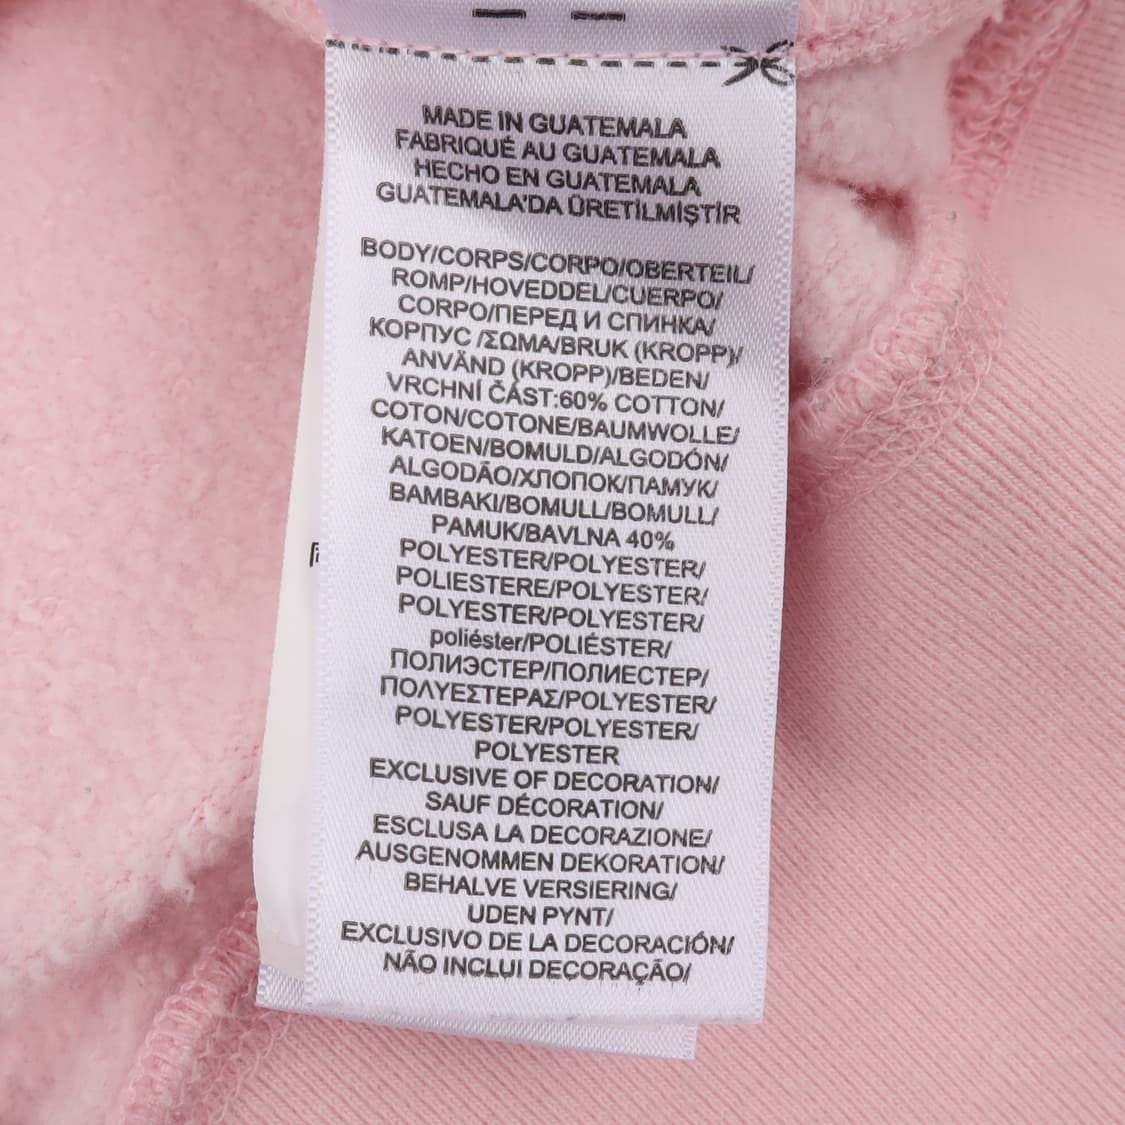 MADE IN GUATEMALA
FABRIQUÉ AU GUATEMALA
HECHO EN GUATEMALA
GUATEMALA'DA ÜRETİLMİŞTİR
BODY/CORPS/CORPO/OBERTEIL/
ROMP/HOVEDDEL/CUERPO/
CORPO/ПЕРЕД И СПИНКА/
КОРПУС /ΣΩΜΑ/BRUK (KROPP)/
ANVÄND (KROPP)/BEDEN/
VRCHNÍ ČÁST:60% COTTON/
COTON/COTONE/BAUMWOLLE/
KATOEN/BOMULD/ALGODÓN/
ALGODÃO/ХЛОПОК/ПАМУК/
BAMBAKI/BOMULL/BOMULL/
PAMUK/BAVLNA 40%
POLYESTER/POLYESTER/
POLIESTERE/POLYESTER/
POLYESTER/POLYESTER/
poliéster/POLIÉSTER/
ПОЛИЭСТЕР/ПОЛИЕСТЕР/
ΠΟΛΥΕΣΤΕΡΑΣ/POLYESTER/
POLYESTER/POLYESTER/
POLYESTER
EXCLUSIVE OF DECORATION/
SAUF DÉCORATION/
ESCLUSA LA DECORAZIONE/
AUSGENOMMEN DEKORATION/
BEHALVE VERSIERING/
UDEN PYNT/
EXCLUSIVO DE LA DECORACIÓN/
NÃO INCLUI DECORAÇÃO/